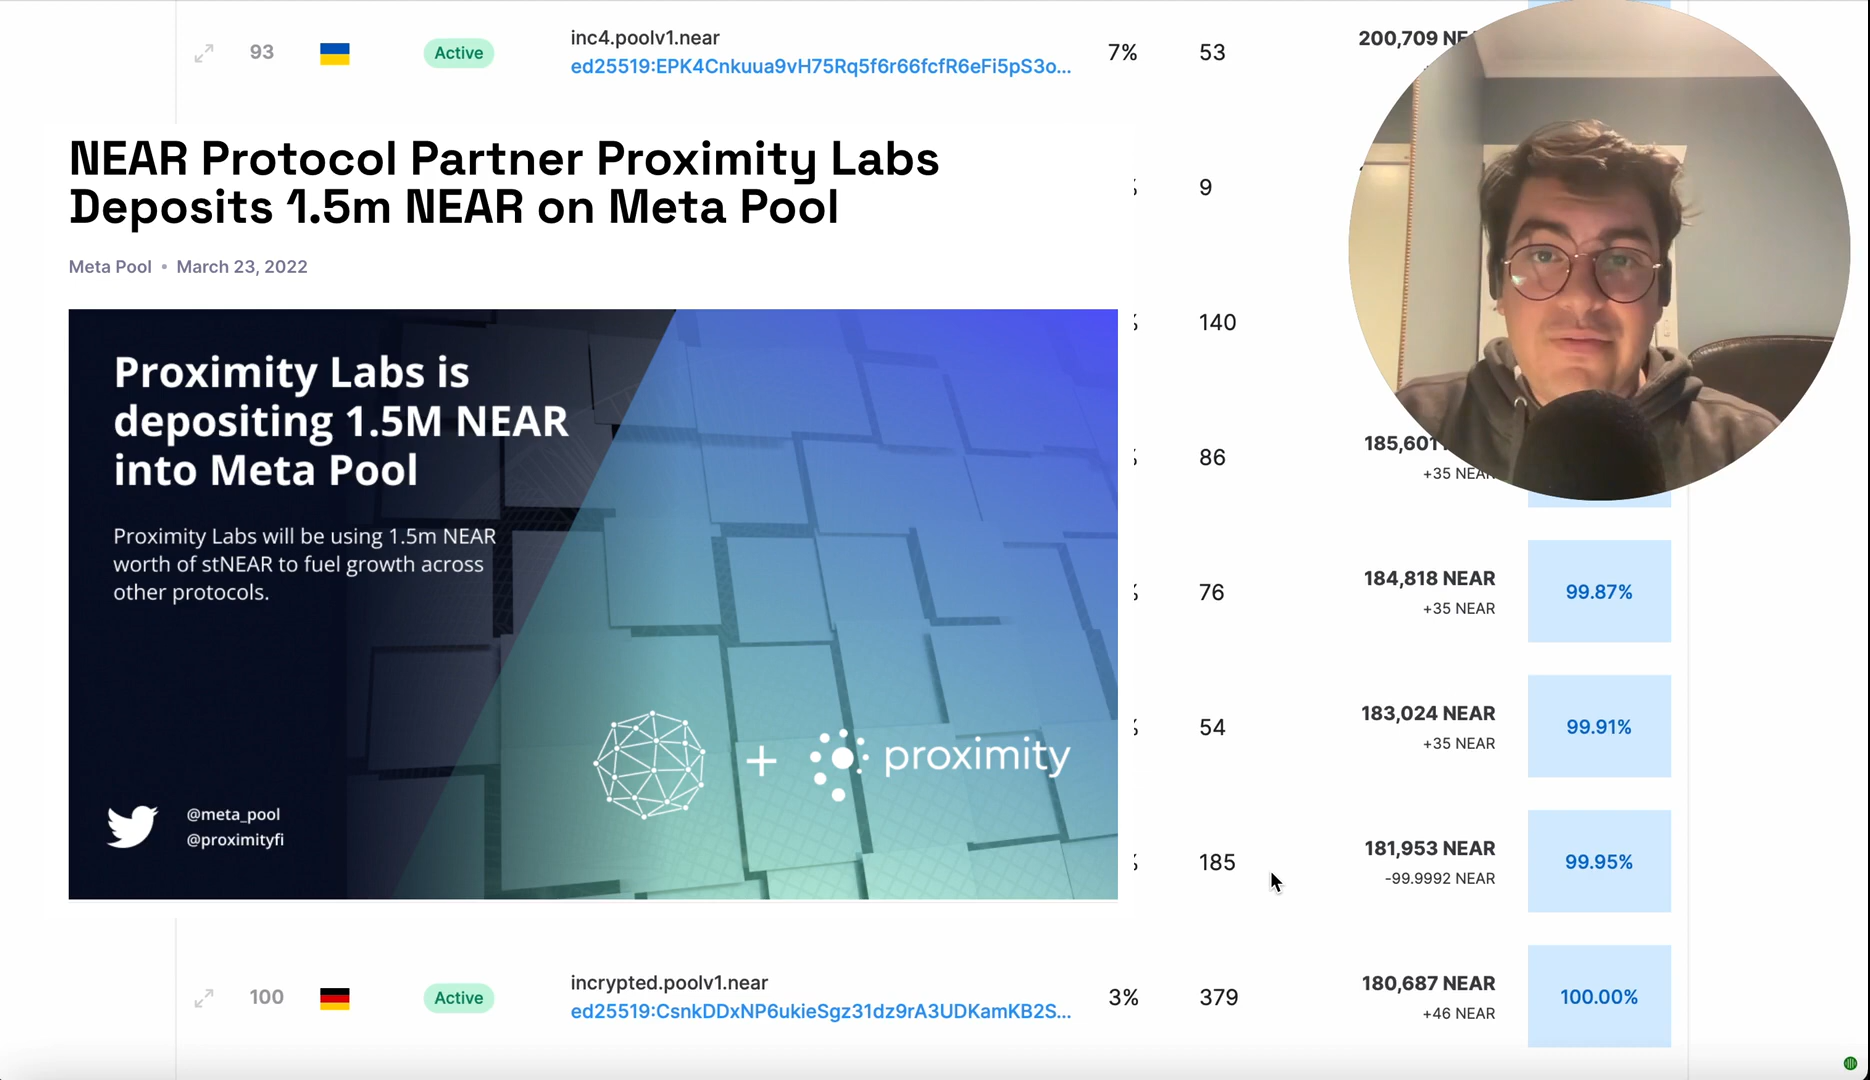 93 Active inc4.poolv1.near 7% 53 200,709
ed25519:EPK4Cnkuua9vH75Rq5f6r66fcfR6eFi5pS3o...
NEAR Protocol Partner Proximity Labs
Deposits 1.5m NEAR on Meta Pool
9
Meta Pool • March 23, 2022
140
Proximity Labs is
depositing 1.5M NEAR
into Meta Pool
86 185,601
+35 NEAR
Proximity Labs will be using 1.5m NEAR
worth of stNEAR to fuel growth across
other protocols.
76 184,818 NEAR 99.87%
+35 NEAR
54 183,024 NEAR 99.91%
+35 NEAR
+ proximity
@meta_pool
@proximityfi
185 181,953 NEAR 99.95%
-99.9992 NEAR
100 Active incrypted.poolv1.near 3% 379 180,687 NEAR 100.00%
ed25519:CsnkDDxNP6ukieSgz31dz9rA3UDKamKB2S...
+46 NEAR